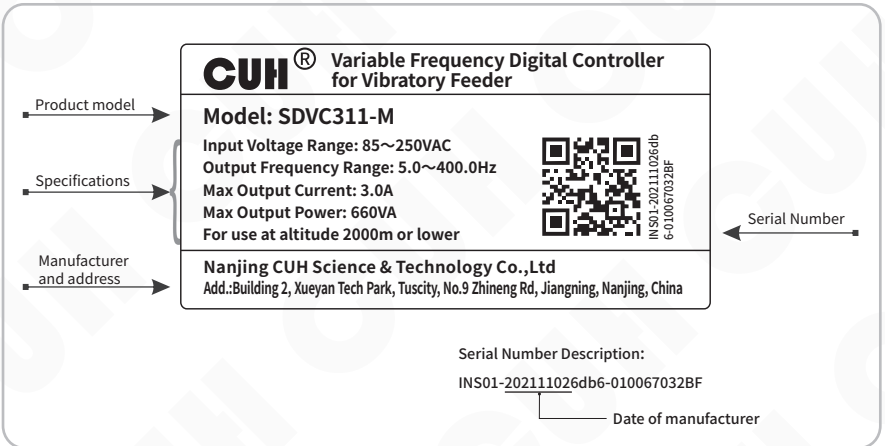 CUH® Variable Frequency Digital Controller
for Vibratory Feeder
Product model
Model: SDVC311-M
Specifications
Input Voltage Range: 85～250VAC
Output Frequency Range: 5.0～400.0Hz
Max Output Current: 3.0A
Max Output Power: 660VA
For use at altitude 2000m or lower
INS01-202111026db
6-010067032BF
Serial Number
Manufacturer
and address
Nanjing CUH Science & Technology Co.,Ltd
Add.:Building 2, Xueyan Tech Park, Tuscity, No.9 Zhineng Rd, Jiangning, Nanjing, China
Serial Number Description:
INS01-202111026db6-010067032BF
Date of manufacturer